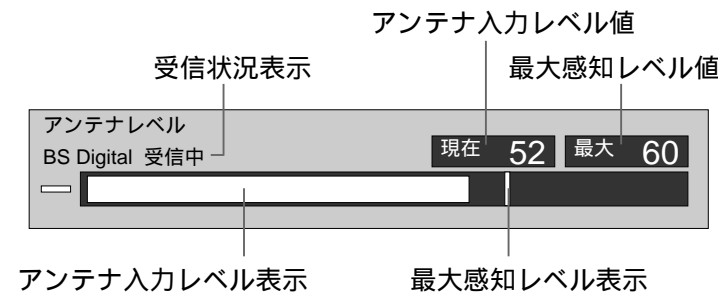 アンテナ入力レベル値
受信状況表示
最大感知レベル値
アンテナレベル
BS Digital 受信中
現在 52 最大 60
アンテナ入力レベル表示
最大感知レベル表示